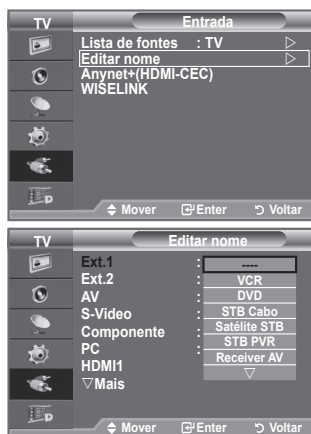 TV Entrada
Lista de fontes : TV ▷
Editar nome ▷
Anynet+(HDMI-CEC)
WISELINK
Mover Enter Voltar
TV Editar nome
Ext.1 : ----
Ext.2 : VCR
AV : DVD
S-Video : STB Cabo
Componente : Satélite STB
PC : STB PVR
HDMI1 Receiver AV
▽Mais ▽
Mover Enter Voltar